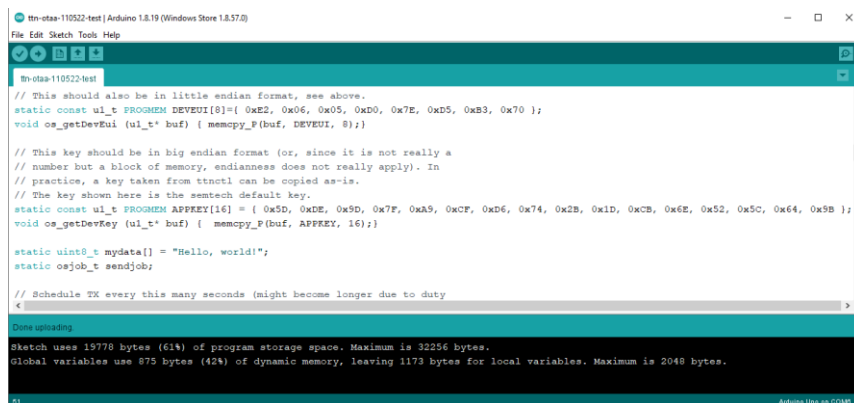 ttn-otaa-110522-test | Arduino 1.8.19 (Windows Store 1.8.57.0)
File Edit Sketch Tools Help
ttn-otaa-110522-test
// This should also be in little endian format, see above.
static const u1_t PROGMEM DEVEUI[8]={ 0xE2, 0x06, 0x05, 0xD0, 0x7E, 0xD5, 0xB3, 0x70 };
void os_getDevEui (u1_t* buf) { memcpy_P(buf, DEVEUI, 8);}
// This key should be in big endian format (or, since it is not really a
// number but a block of memory, endianness does not really apply). In
// practice, a key taken from ttnctl can be copied as-is.
// The key shown here is the semtech default key.
static const u1_t PROGMEM APPKEY[16] = { 0x5D, 0xDE, 0x9D, 0x7F, 0xA9, 0xCF, 0xD6, 0x74, 0x2B, 0x1D, 0xCB, 0x6E, 0x52, 0x5C, 0x64, 0x9B };
void os_getDevKey (u1_t* buf) {  memcpy_P(buf, APPKEY, 16);}
static uint8_t mydata[] = "Hello, world!";
static osjob_t sendjob;
// Schedule TX every this many seconds (might become longer due to duty
Done uploading.
Sketch uses 19778 bytes (61%) of program storage space. Maximum is 32256 bytes.
Global variables use 875 bytes (42%) of dynamic memory, leaving 1173 bytes for local variables. Maximum is 2048 bytes.
51
Arduino Uno on COM6